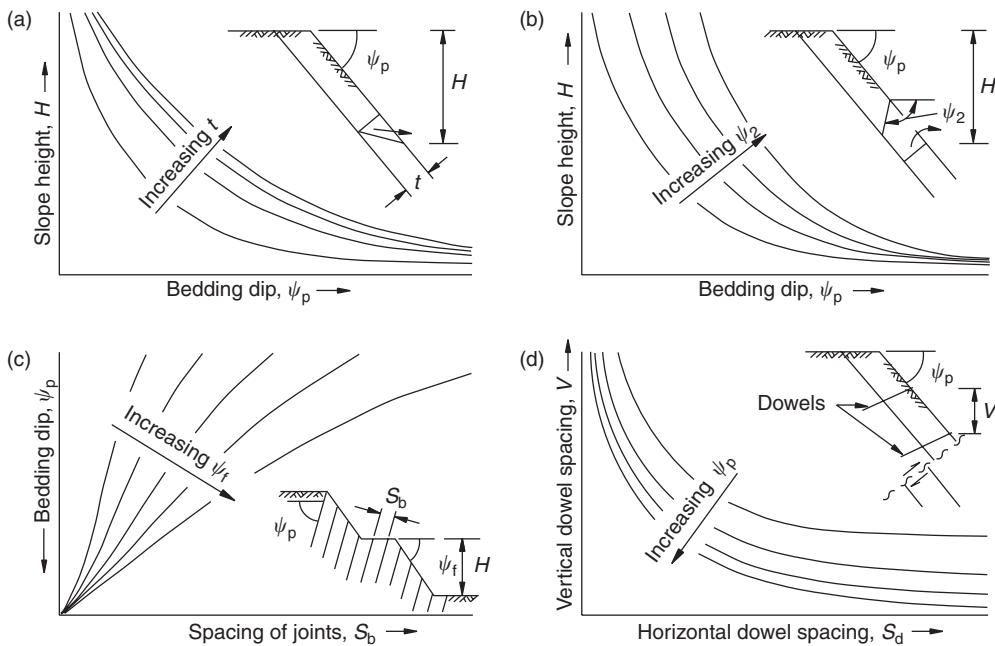 (a)
Slope height, H
Increasing t
ψp
H
t
Bedding dip, ψp
(b)
Slope height, H
Increasing ψ2
ψp
H
ψ2
Bedding dip, ψp
(c)
Bedding dip, ψp
Increasing ψf
Sb
ψp
ψf
H
Spacing of joints, Sb
(d)
Vertical dowel spacing, V
Increasing ψp
ψp
Dowels
V
Horizontal dowel spacing, Sd